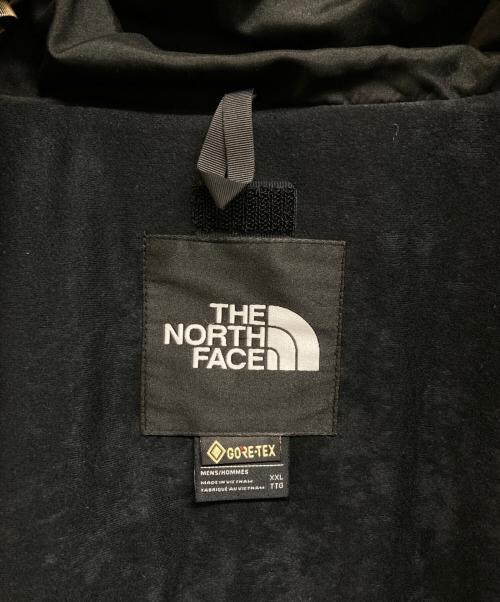 THE
NORTH
FACE
GORE-TEX
MENS/HOMMES
MADE IN VIETNAM XXL
FABRIQUÉ AU VIETNAM TTG